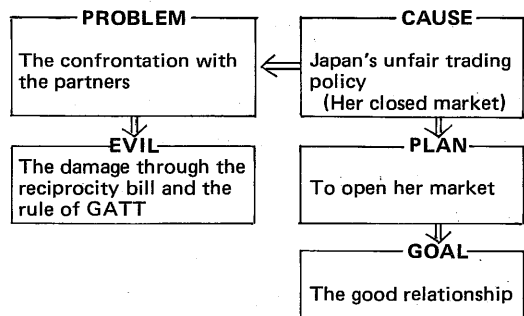 PROBLEM
The confrontation with
the partners
CAUSE
Japan's unfair trading
policy
(Her closed market)
EVIL
The damage through the
reciprocity bill and the
rule of GATT
PLAN
To open her market
GOAL
The good relationship